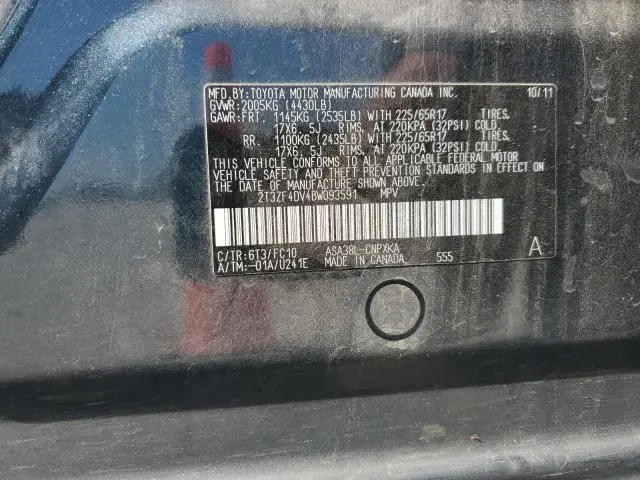 MFD.BY:TOYOTA MOTOR MANUFACTURING CANADA INC. 10/11
GVWR:2005KG (4430LB)
GAWR:FRT. 1145KG (2535LB) WITH 225/65R17 TIRES,
17X6.5J RIMS, AT 220KPA (32PSI) COLD
RR. 1100KG (2435LB) WITH 225/65R17 TIRES,
17X6.5J RIMS, AT 220KPA (32PSI) COLD
THIS VEHICLE CONFORMS TO ALL APPLICABLE FEDERAL MOTOR
VEHICLE SAFETY AND THEFT PREVENTION STANDARDS IN EFFECT ON
THE DATE OF MANUFACTURE SHOWN ABOVE.
2T3ZF4DV4BW093591 MPV
C/TR:6T3/FC10 ASA38L-CNPXKA A
A/TM:-01A/U241E MADE IN CANADA 555